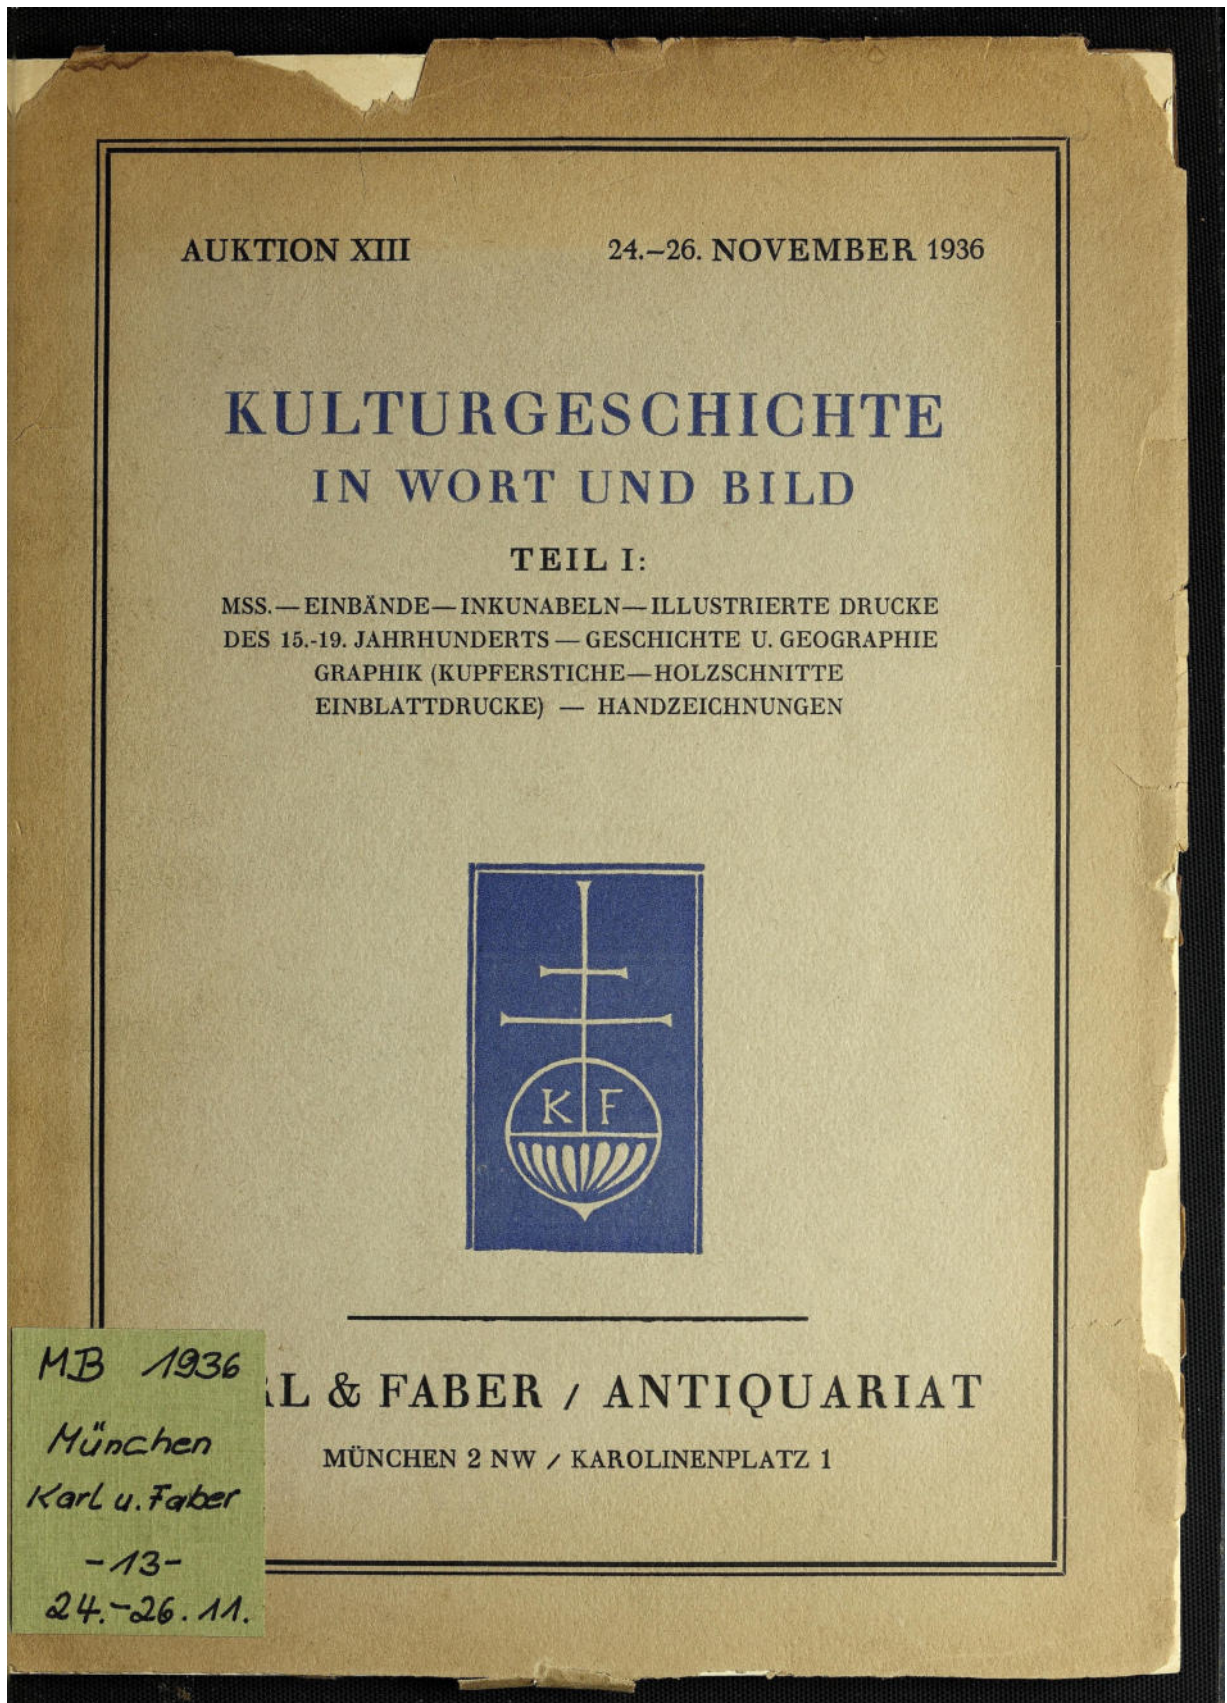 AUKTION XIII 24.–26. NOVEMBER 1936
KULTURGESCHICHTE
IN WORT UND BILD
TEIL I:
MSS.—EINBÄNDE—INKUNABELN—ILLUSTRIERTE DRUCKE
DES 15.-19. JAHRHUNDERTS—GESCHICHTE U. GEOGRAPHIE
GRAPHIK (KUPFERSTICHE—HOLZSCHNITTE
EINBLATTDRUCKE) — HANDZEICHNUNGEN
K F
L & FABER / ANTIQUARIAT
MÜNCHEN 2 NW / KAROLINENPLATZ 1
MB 1936
München
Karl u. Faber
-13-
24.-26. 11.